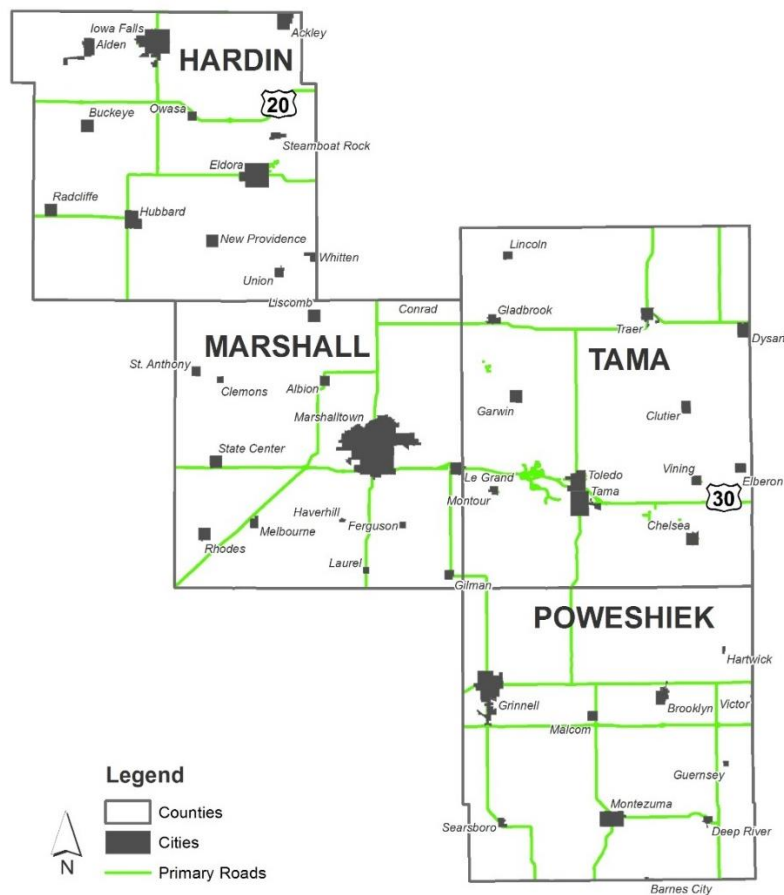 Iowa Falls
Alden
Ackley
HARDIN
20
Buckeye
Owasa
Steamboat Rock
Eldora
Radcliffe
Hubbard
New Providence
Whitten
Union
Lincoln
Liscomb
Conrad
Gladbrook
Traer
Dysart
MARSHALL
TAMA
St. Anthony
Clemons
Albion
Garwin
Clutier
Marshalltown
State Center
Le Grand
Toledo
Vining
Elberon
Montour
Tama
30
Haverhill
Ferguson
Chelsea
Melbourne
Rhodes
Laurel
Gilman
POWESHIEK
Hartwick
Grinnell
Brooklyn
Victor
Malcom
Guernsey
Legend
Counties
Cities
Primary Roads
N
Montezuma
Searsboro
Deep River
Barnes City